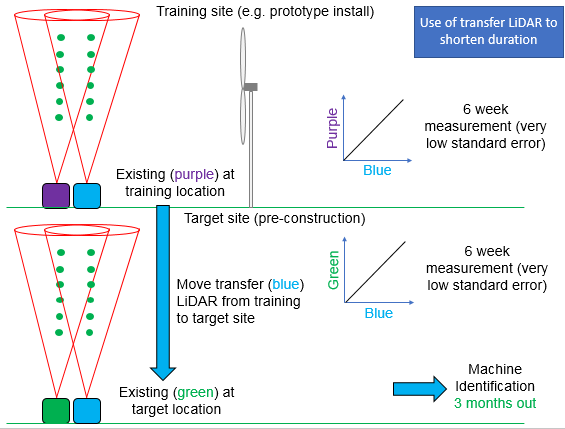 Training site (e.g. prototype install)
Use of transfer LiDAR to
shorten duration
Purple
Blue
6 week
measurement (very
low standard error)
Existing (purple) at
training location
Target site (pre-construction)
Move transfer (blue)
LiDAR from training
to target site
Green
Blue
6 week
measurement (very
low standard error)
Existing (green) at
target location
Machine
Identification
3 months out